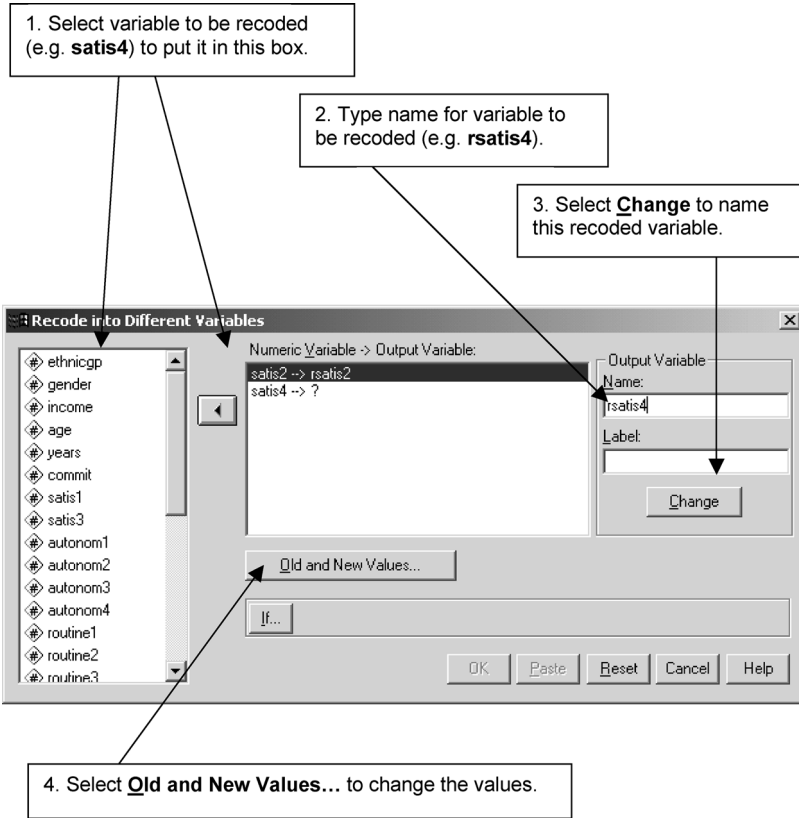 1. Select variable to be recoded
(e.g. satis4) to put it in this box.
2. Type name for variable to
be recoded (e.g. rsatis4).
3. Select Change to name
this recoded variable.
Recode into Different Variables
ethnicgp
gender
income
age
years
commit
satis1
satis3
autonom1
autonom2
autonom3
autonom4
routine1
routine2
routine3
Numeric Variable -> Output Variable:
satis2 --> rsatis2
satis4 --> ?
Output Variable
Name:
rsatis4
Label:
Change
Old and New Values...
If...
OK Paste Reset Cancel Help
4. Select Old and New Values… to change the values.